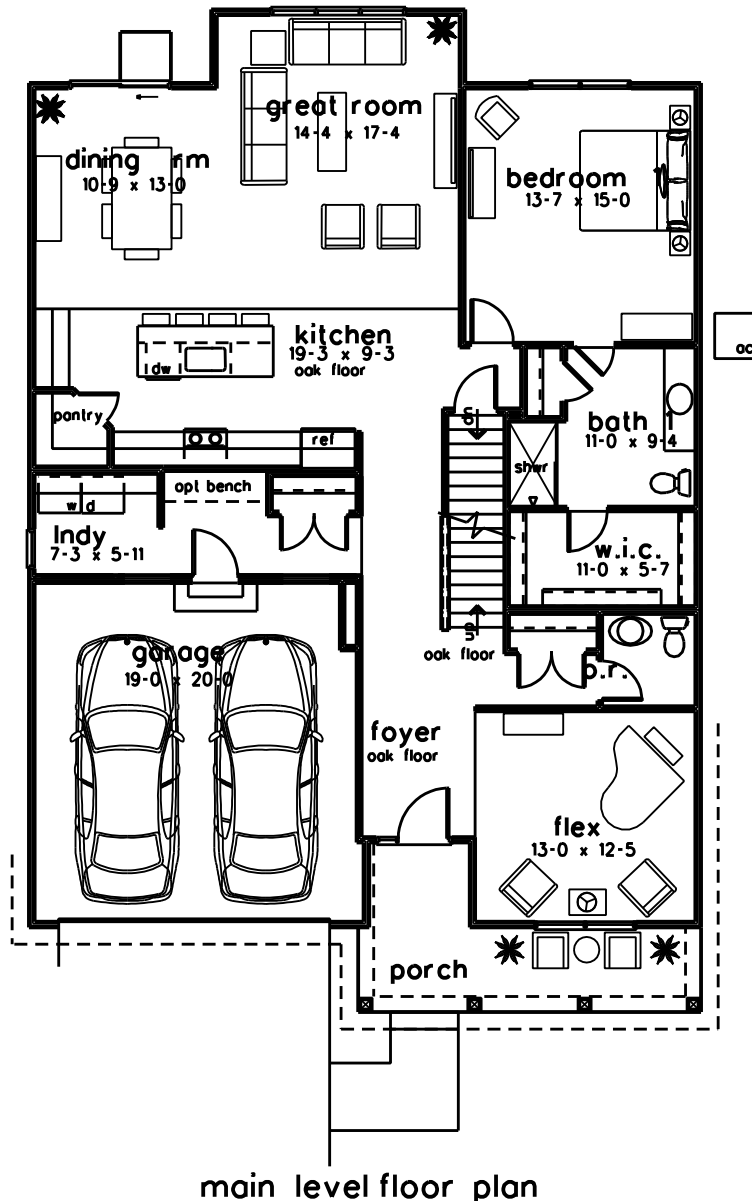 great room
14-4 x 17-4
dining rm
10-9 x 13-0
bedroom
13-7 x 15-0
kitchen
19-3 x 9-3
oak floor
dw
pantry
ref
dn
bath 1
11-0 x 9-4
shwr
opt bench
w d
lndy
7-3 x 5-11
w.i.c.
11-0 x 5-7
up
oak floor
p.r.
garage
19-0 x 20-0
foyer
oak floor
flex
13-0 x 12-5
porch
main level floor plan